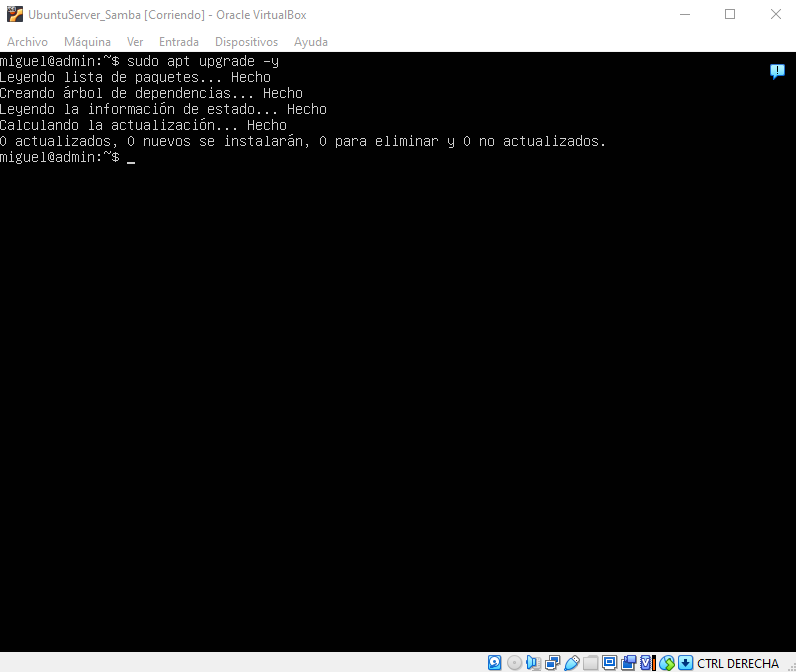 UbuntuServer_Samba [Corriendo] - Oracle VirtualBox
Archivo Máquina Ver Entrada Dispositivos Ayuda
miguel@admin:~$ sudo apt upgrade -y
Leyendo lista de paquetes... Hecho
Creando árbol de dependencias... Hecho
Leyendo la información de estado... Hecho
Calculando la actualización... Hecho
0 actualizados, 0 nuevos se instalarán, 0 para eliminar y 0 no actualizados.
miguel@admin:~$ _
CTRL DERECHA